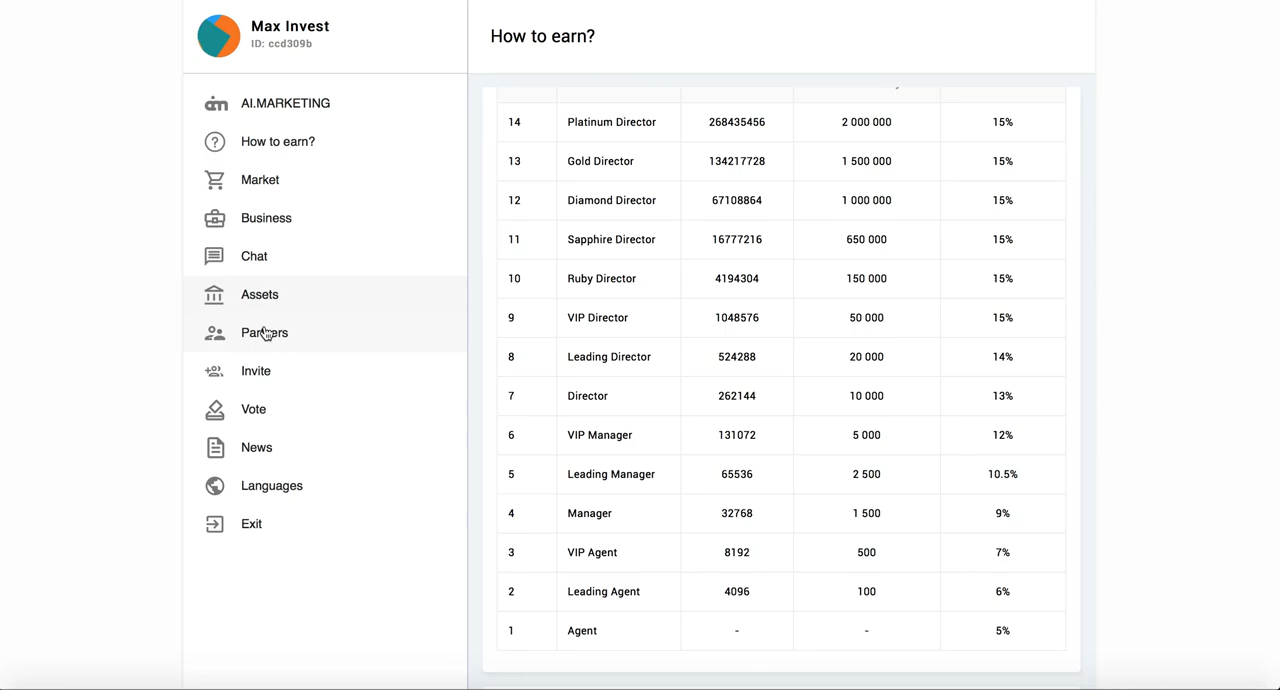 Max Invest
ID: ccd309b
How to earn?
AI.MARKETING
How to earn?
Market
Business
Chat
Assets
Partners
Invite
Vote
News
Languages
Exit
14 Platinum Director 268435456 2 000 000 15%
13 Gold Director 134217728 1 500 000 15%
12 Diamond Director 67108864 1 000 000 15%
11 Sapphire Director 16777216 650 000 15%
10 Ruby Director 4194304 150 000 15%
9 VIP Director 1048576 50 000 15%
8 Leading Director 524288 20 000 14%
7 Director 262144 10 000 13%
6 VIP Manager 131072 5 000 12%
5 Leading Manager 65536 2 500 10.5%
4 Manager 32768 1 500 9%
3 VIP Agent 8192 500 7%
2 Leading Agent 4096 100 6%
1 Agent - - 5%